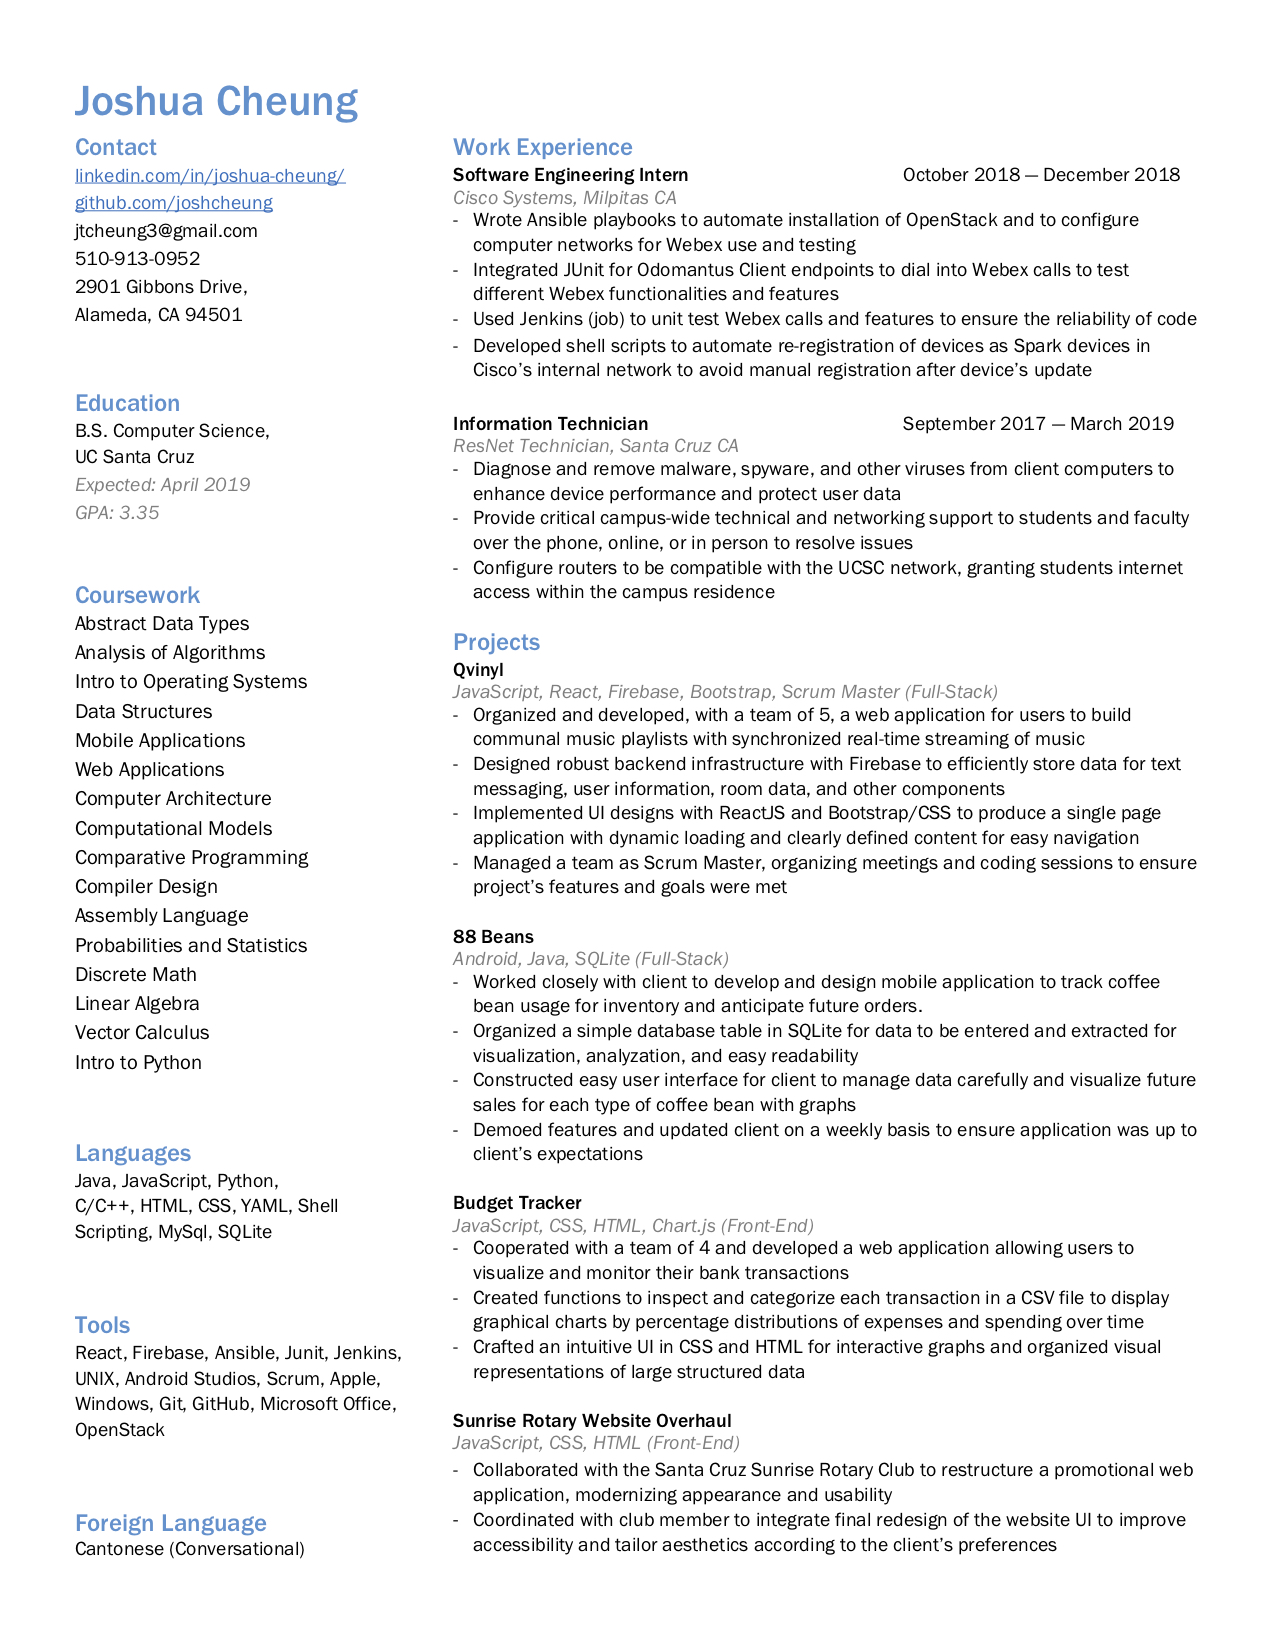 Joshua Cheung
Contact
linkedin.com/in/joshua-cheung/
github.com/joshcheung
jtcheung3@gmail.com
510-913-0952
2901 Gibbons Drive,
Alameda, CA 94501
Education
B.S. Computer Science,
UC Santa Cruz
Expected: April 2019
GPA: 3.35
Coursework
Abstract Data Types
Analysis of Algorithms
Intro to Operating Systems
Data Structures
Mobile Applications
Web Applications
Computer Architecture
Computational Models
Comparative Programming
Compiler Design
Assembly Language
Probabilities and Statistics
Discrete Math
Linear Algebra
Vector Calculus
Intro to Python
Languages
Java, JavaScript, Python,
C/C++, HTML, CSS, YAML, Shell
Scripting, MySql, SQLite
Tools
React, Firebase, Ansible, Junit, Jenkins,
UNIX, Android Studios, Scrum, Apple,
Windows, Git, GitHub, Microsoft Office,
OpenStack
Foreign Language
Cantonese (Conversational)
Work Experience
Software Engineering Intern October 2018 — December 2018
Cisco Systems, Milpitas CA
- Wrote Ansible playbooks to automate installation of OpenStack and to configure
computer networks for Webex use and testing
- Integrated JUnit for Odomantus Client endpoints to dial into Webex calls to test
different Webex functionalities and features
- Used Jenkins (job) to unit test Webex calls and features to ensure the reliability of code
- Developed shell scripts to automate re-registration of devices as Spark devices in
Cisco's internal network to avoid manual registration after device's update
Information Technician September 2017 — March 2019
ResNet Technician, Santa Cruz CA
- Diagnose and remove malware, spyware, and other viruses from client computers to
enhance device performance and protect user data
- Provide critical campus-wide technical and networking support to students and faculty
over the phone, online, or in person to resolve issues
- Configure routers to be compatible with the UCSC network, granting students internet
access within the campus residence
Projects
Qvinyl
JavaScript, React, Firebase, Bootstrap, Scrum Master (Full-Stack)
- Organized and developed, with a team of 5, a web application for users to build
communal music playlists with synchronized real-time streaming of music
- Designed robust backend infrastructure with Firebase to efficiently store data for text
messaging, user information, room data, and other components
- Implemented UI designs with ReactJS and Bootstrap/CSS to produce a single page
application with dynamic loading and clearly defined content for easy navigation
- Managed a team as Scrum Master, organizing meetings and coding sessions to ensure
project's features and goals were met
88 Beans
Android, Java, SQLite (Full-Stack)
- Worked closely with client to develop and design mobile application to track coffee
bean usage for inventory and anticipate future orders.
- Organized a simple database table in SQLite for data to be entered and extracted for
visualization, analyzation, and easy readability
- Constructed easy user interface for client to manage data carefully and visualize future
sales for each type of coffee bean with graphs
- Demoed features and updated client on a weekly basis to ensure application was up to
client's expectations
Budget Tracker
JavaScript, CSS, HTML, Chart.js (Front-End)
- Cooperated with a team of 4 and developed a web application allowing users to
visualize and monitor their bank transactions
- Created functions to inspect and categorize each transaction in a CSV file to display
graphical charts by percentage distributions of expenses and spending over time
- Crafted an intuitive UI in CSS and HTML for interactive graphs and organized visual
representations of large structured data
Sunrise Rotary Website Overhaul
JavaScript, CSS, HTML (Front-End)
- Collaborated with the Santa Cruz Sunrise Rotary Club to restructure a promotional web
application, modernizing appearance and usability
- Coordinated with club member to integrate final redesign of the website UI to improve
accessibility and tailor aesthetics according to the client's preferences